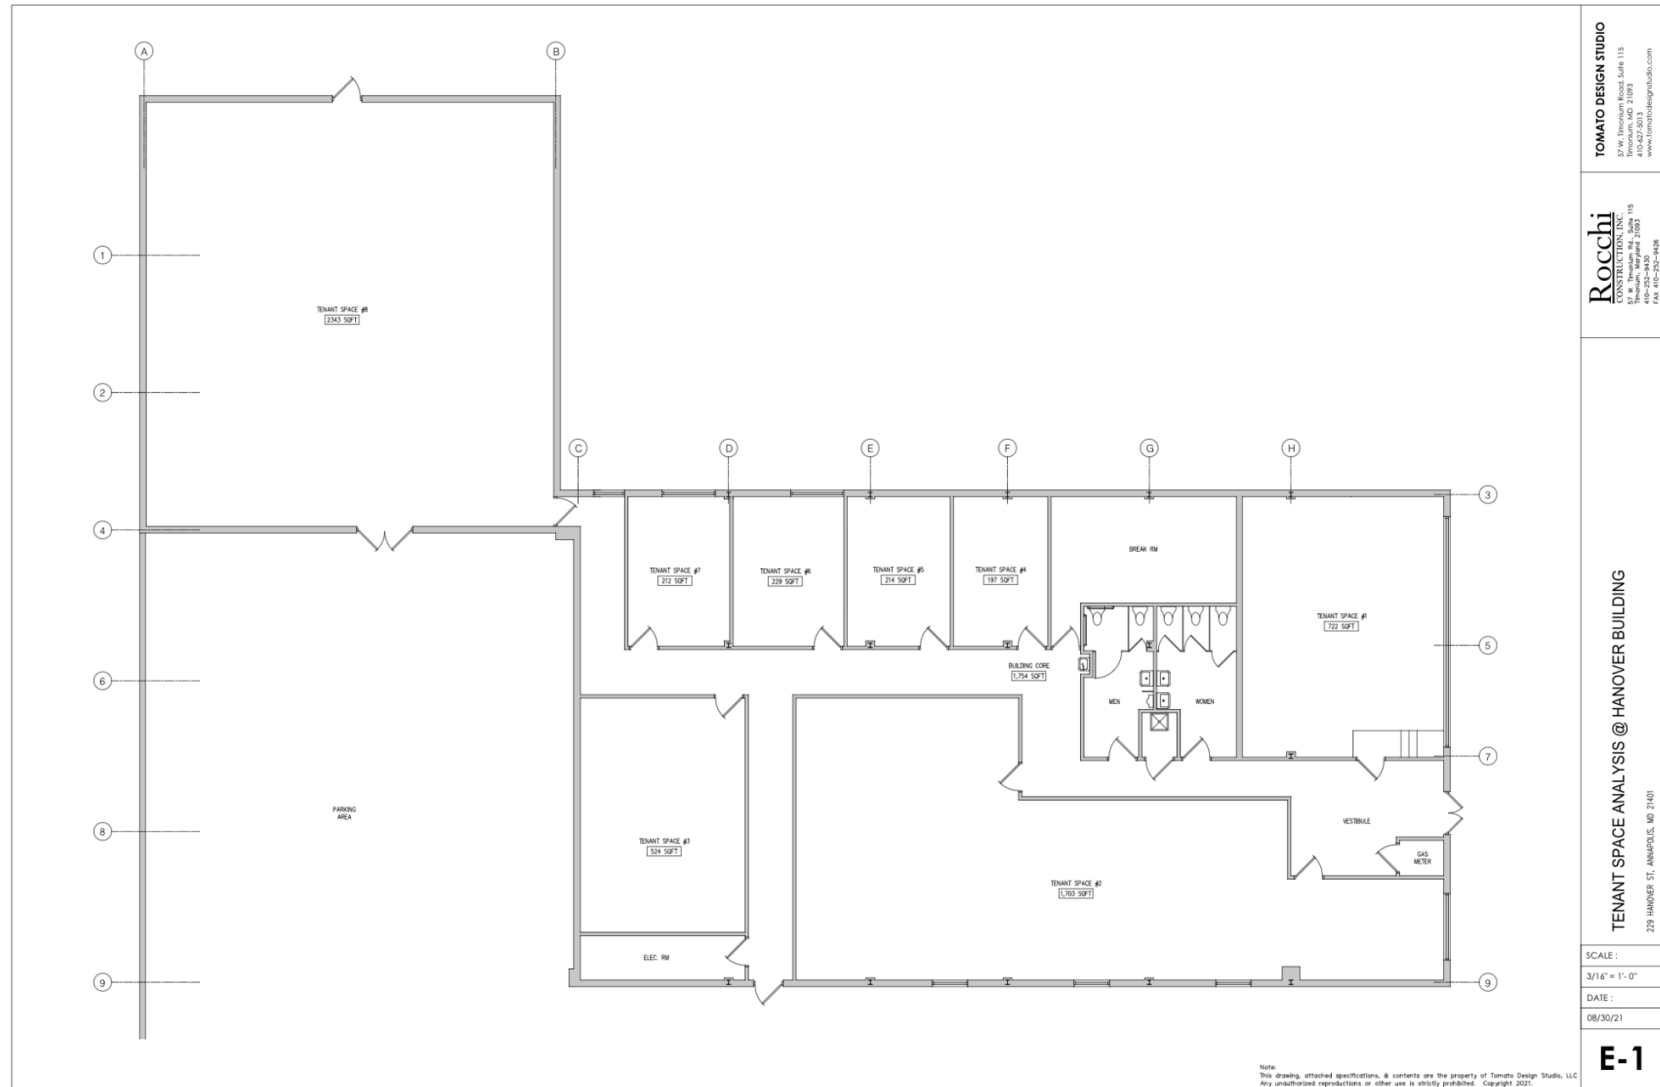 A
B
1
2
C
D
E
F
G
H
3
4
5
6
7
8
9
9
TENANT SPACE #8
2343 SQFT
TENANT SPACE #7
212 SQFT
TENANT SPACE #6
229 SQFT
TENANT SPACE #5
214 SQFT
TENANT SPACE #4
197 SQFT
BREAK RM
TENANT SPACE #1
722 SQFT
BUILDING CORE
1,754 SQFT
MEN
WOMEN
PARKING
AREA
TENANT SPACE #3
524 SQFT
VESTIBULE
GAS
METER
TENANT SPACE #2
1,703 SQFT
ELEC. RM
TOMATO DESIGN STUDIO
57 W. Timonium Road, Suite 115
Timonium, MD 21093
410-627-5013
www.tomatodesignstudio.com
Rocchi
CONSTRUCTION, INC.
57 W. Timonium Rd., Suite 115
Timonium, Maryland 21093
410-252-9430
FAX 410-252-9426
TENANT SPACE ANALYSIS @ HANOVER BUILDING
229 HANOVER ST, ANNAPOLIS, MD 21401
SCALE :
3/16" = 1'- 0"
DATE :
08/30/21
E-1
Note:
This drawing, attached specifications, & contents are the property of Tomato Design Studio, LLC
Any unauthorized reproductions or other use is strictly prohibited. Copyright 2021.